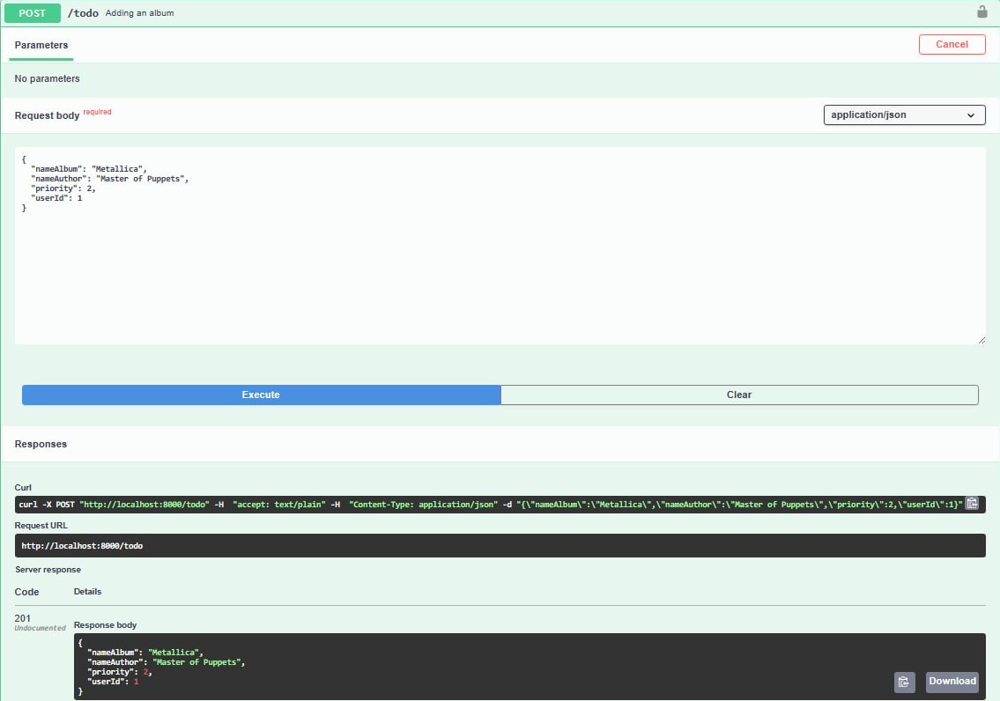 POST /todo Adding an album
Parameters Cancel
No parameters
Request body required application/json
{
  "nameAlbum": "Metallica",
  "nameAuthor": "Master of Puppets",
  "priority": 2,
  "userId": 1
}
Execute Clear
Responses
Curl
curl -X POST "http://localhost:8000/todo" -H  "accept: text/plain" -H  "Content-Type: application/json" -d "{\"nameAlbum\":\"Metallica\",\"nameAuthor\":\"Master of Puppets\",\"priority\":2,\"userId\":1}"
Request URL
http://localhost:8000/todo
Server response
Code Details
201
Undocumented
Response body
{
  "nameAlbum": "Metallica",
  "nameAuthor": "Master of Puppets",
  "priority": 2,
  "userId": 1
}
Download